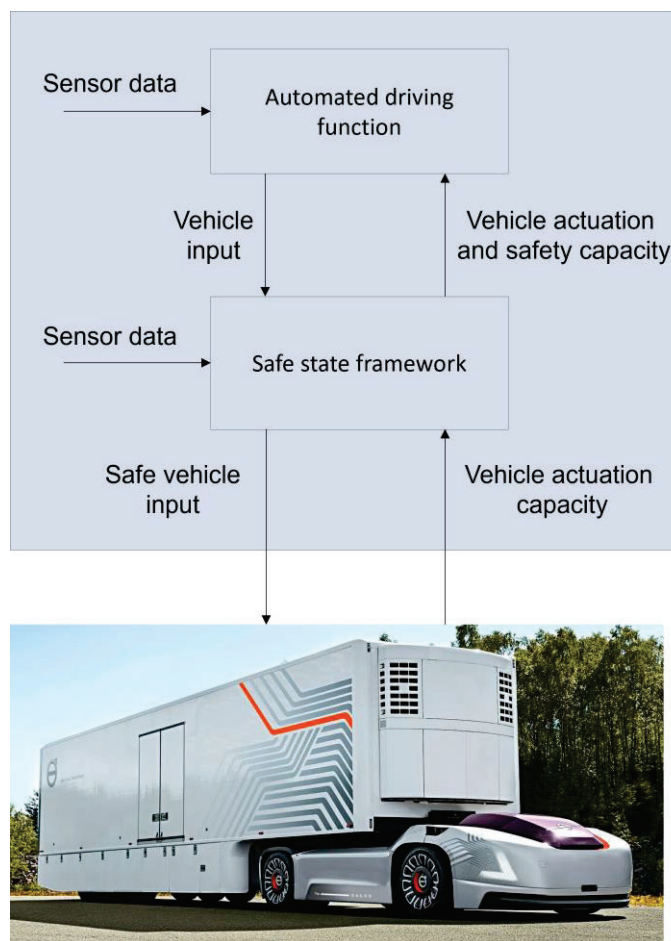 Sensor data
Automated driving
function
Vehicle
input
Vehicle actuation
and safety capacity
Sensor data
Safe state framework
Safe vehicle
input
Vehicle actuation
capacity